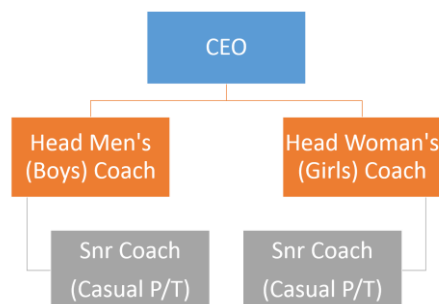 CEO
Head Men's
(Boys) Coach
Head Woman's
(Girls) Coach
Snr Coach
(Casual P/T)
Snr Coach
(Casual P/T)